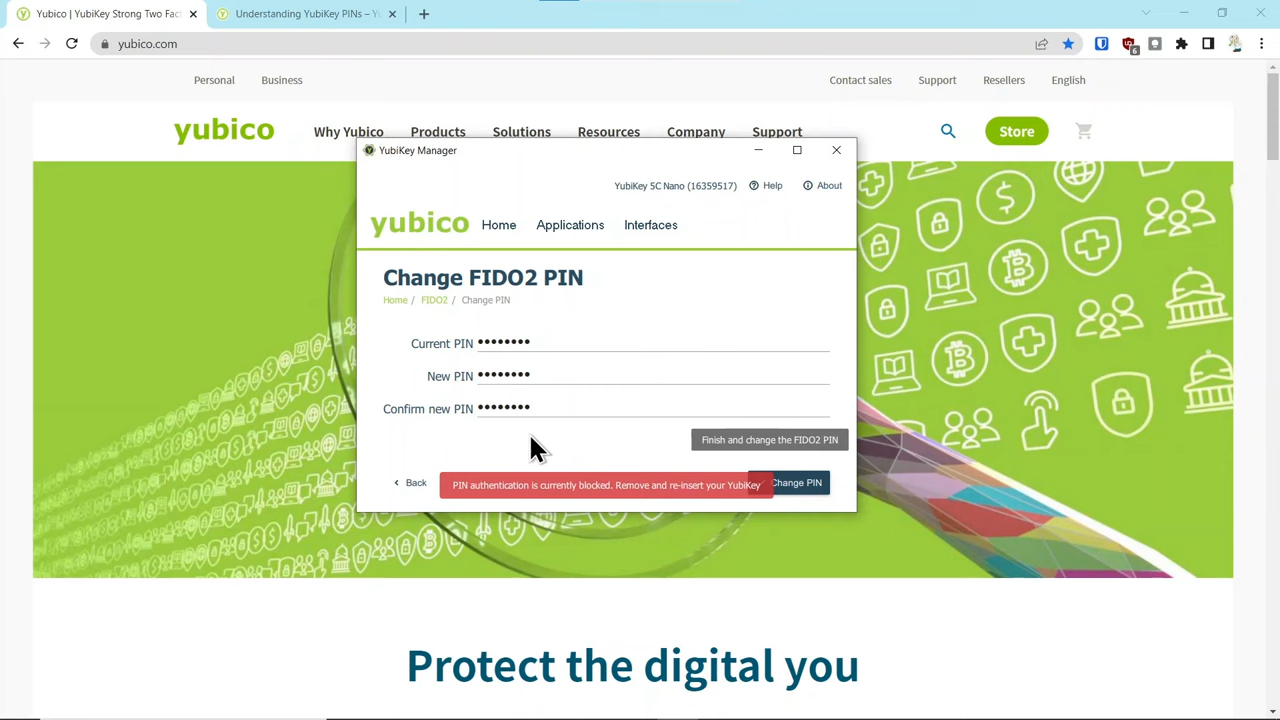 Yubico | YubiKey Strong Two Fact
Understanding YubiKey PINs – Yu
yubico.com
6
Personal
Business
Contact sales
Support
Resellers
English
yubico
Why Yubico
Products
Solutions
Resources
Company
Support
Store
YubiKey Manager
YubiKey 5C Nano (16359517)
Help
About
yubico
Home
Applications
Interfaces
Change FIDO2 PIN
Home / FIDO2 / Change PIN
Current PIN ••••••••
New PIN ••••••••
Confirm new PIN ••••••••
Finish and change the FIDO2 PIN
Back
PIN authentication is currently blocked. Remove and re-insert your YubiKey
Change PIN
Protect the digital you